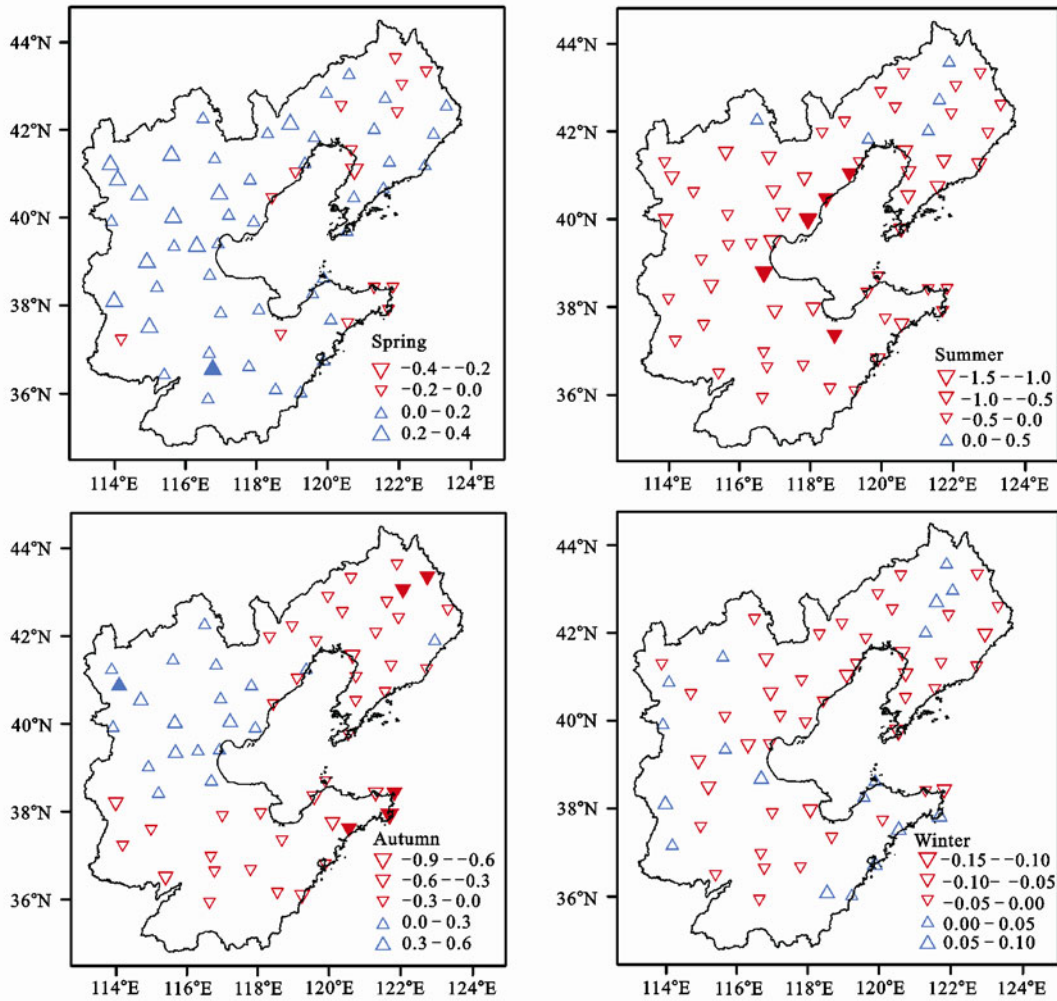 44°N
42°N
40°N
38°N
36°N
Spring
-0.4--0.2
-0.2-0.0
0.0-0.2
0.2-0.4
114°E 116°E 118°E 120°E 122°E 124°E
44°N
42°N
40°N
38°N
36°N
Summer
-1.5--1.0
-1.0--0.5
-0.5-0.0
0.0-0.5
114°E 116°E 118°E 120°E 122°E 124°E
44°N
42°N
40°N
38°N
36°N
Autumn
-0.9--0.6
-0.6--0.3
-0.3-0.0
0.0-0.3
0.3-0.6
114°E 116°E 118°E 120°E 122°E 124°E
44°N
42°N
40°N
38°N
36°N
Winter
-0.15--0.10
-0.10--0.05
-0.05-0.00
0.00-0.05
0.05-0.10
114°E 116°E 118°E 120°E 122°E 124°E